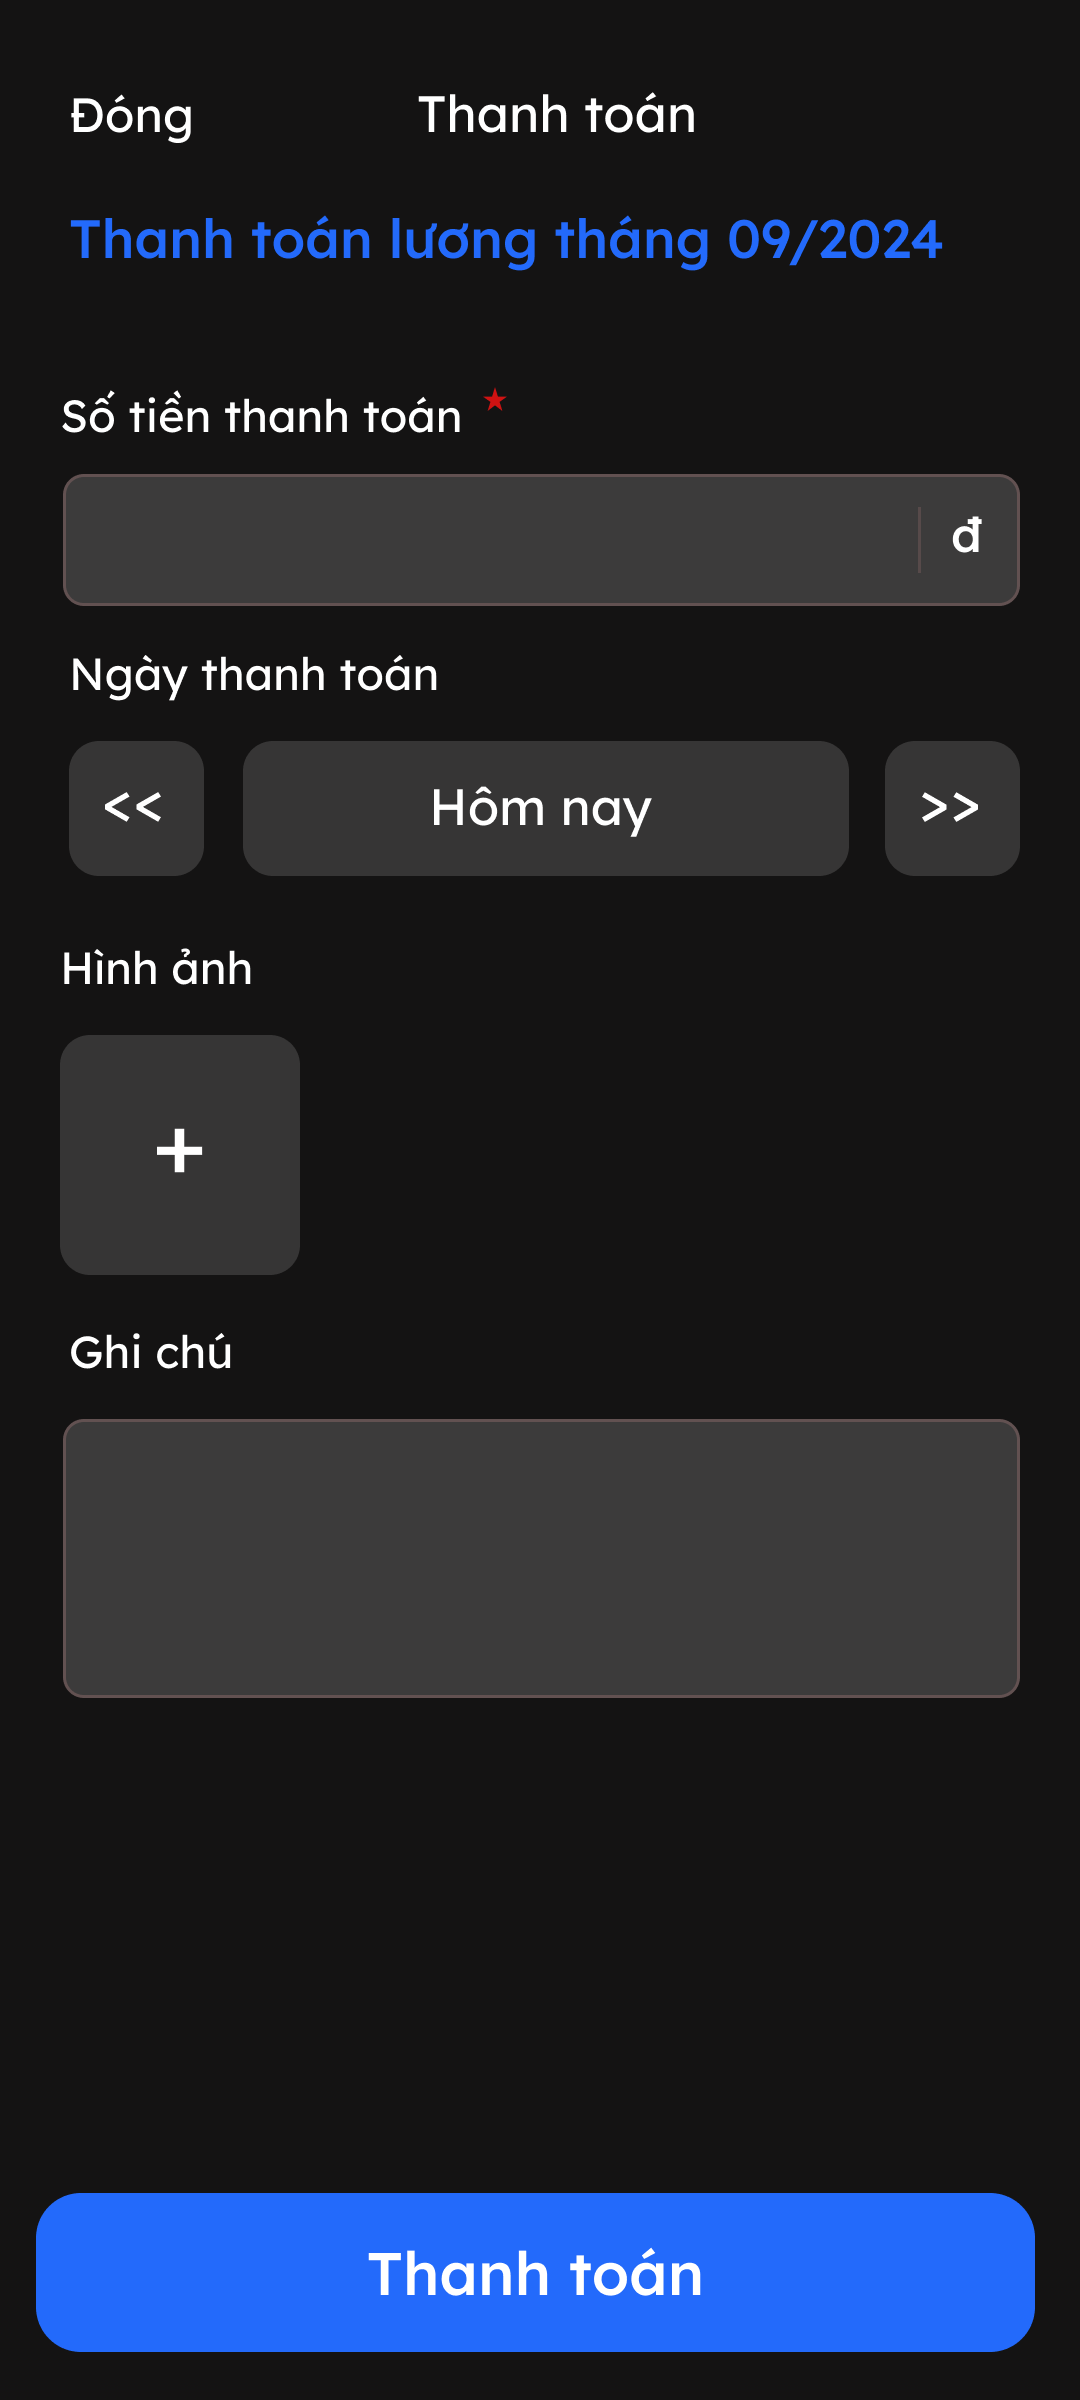 Đóng
Thanh toán
Thanh toán lương tháng 09/2024
Số tiền thanh toán ★
đ
Ngày thanh toán
<<
Hôm nay
>>
Hình ảnh
+
Ghi chú
Thanh toán